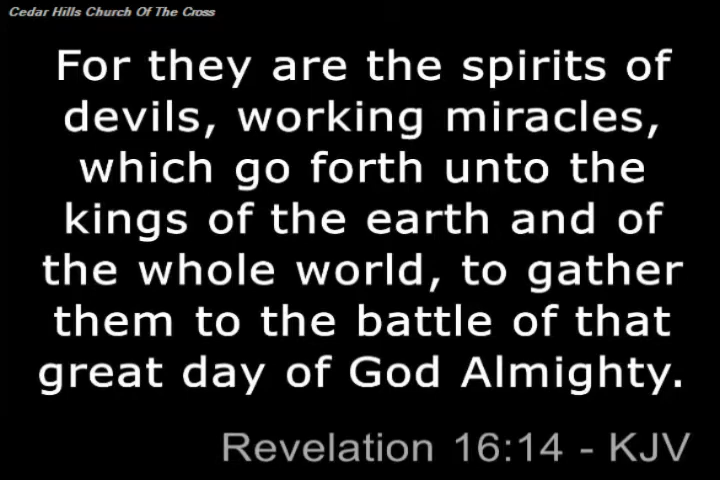 Cedar Hills Church Of The Cross
For they are the spirits of
devils, working miracles,
which go forth unto the
kings of the earth and of
the whole world, to gather
them to the battle of that
great day of God Almighty.
Revelation 16:14 - KJV